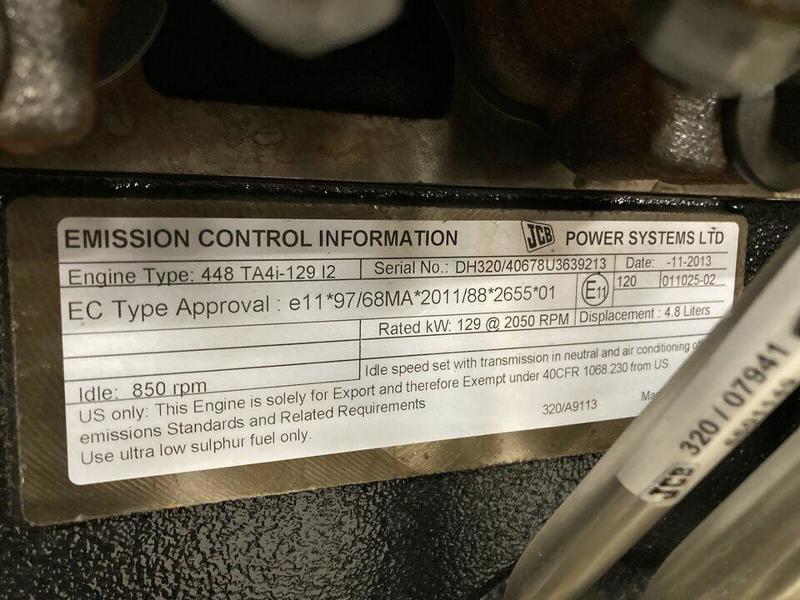 EMISSION CONTROL INFORMATION JCB POWER SYSTEMS LTD
Engine Type: 448 TA4i-129 I2 Serial No.: DH320/40678U3639213 Date: -11-2013
EC Type Approval : e11*97/68MA*2011/88*2655*01 E11 120 011025-02
Rated kW: 129 @ 2050 RPM Displacement : 4.8 Liters
Idle: 850 rpm Idle speed set with transmission in neutral and air conditioning
US only: This Engine is solely for Export and therefore Exempt under 40CFR 1068.230 from US
emissions Standards and Related Requirements
Use ultra low sulphur fuel only.
320/A9113
JCB 320/07941